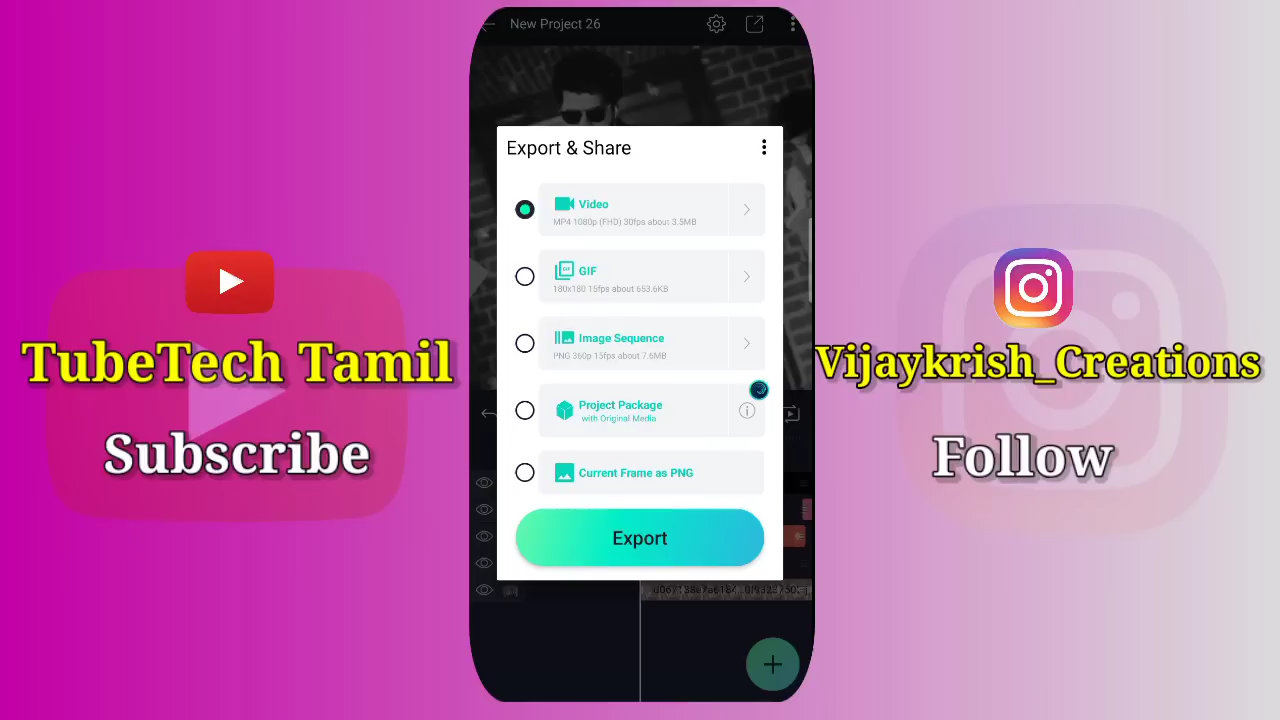 New Project 26
Export & Share
Video
MP4 1080p (FHD) 30fps about 3.5MB
GIF
GIF
180x180 15fps about 653.6KB
Image Sequence
PNG 360p 15fps about 7.6MB
Project Package
with Original Media
Current Frame as PNG
Export
TubeTech Tamil
Subscribe
Vijaykrish_Creations
Follow